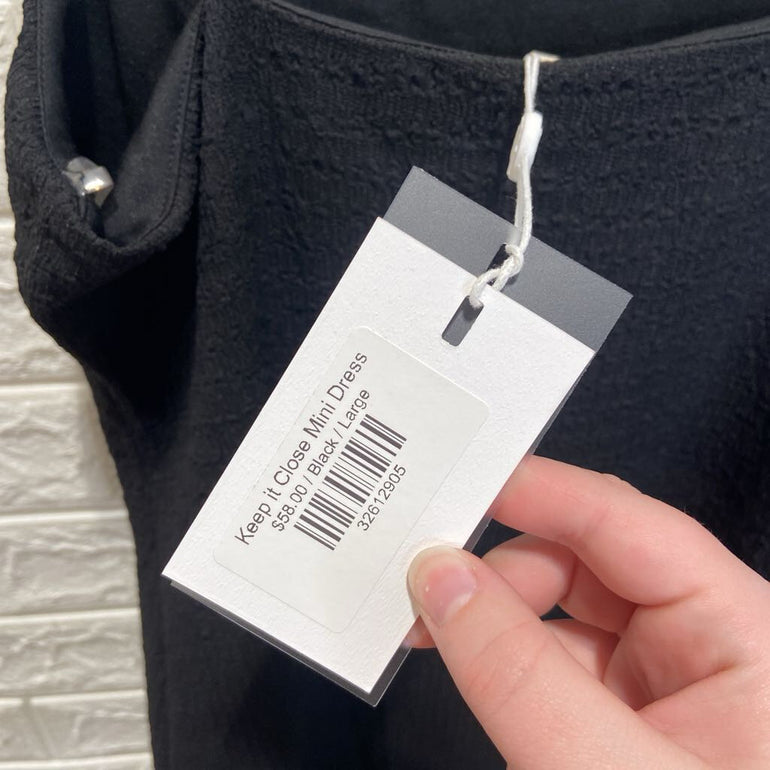 Keep it Close Mini Dress
$58.00 / Black / Large
32612905